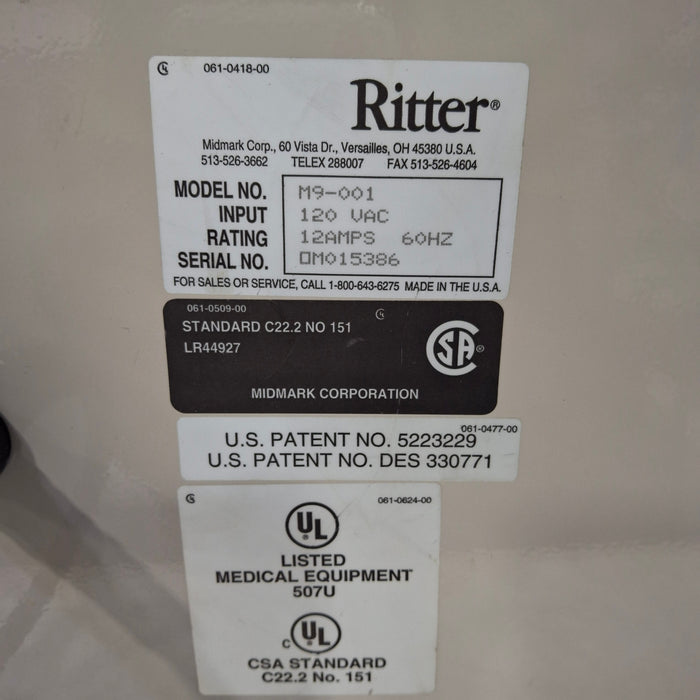 061-0418-00
Ritter®
Midmark Corp., 60 Vista Dr., Versailles, OH 45380 U.S.A.
513-526-3662 TELEX 288007 FAX 513-526-4604
MODEL NO. M9-001
INPUT 120 VAC
RATING 12AMPS 60HZ
SERIAL NO. OM015386
FOR SALES OR SERVICE, CALL 1-800-643-6275 MADE IN THE U.S.A.
061-0509-00
STANDARD C22.2 NO 151
LR44927
CSA®
MIDMARK CORPORATION
061-0477-00
U.S. PATENT NO. 5223229
U.S. PATENT NO. DES 330771
061-0624-00
UL®
LISTED
MEDICAL EQUIPMENT
507U
C UL®
CSA STANDARD
C22.2 No. 151